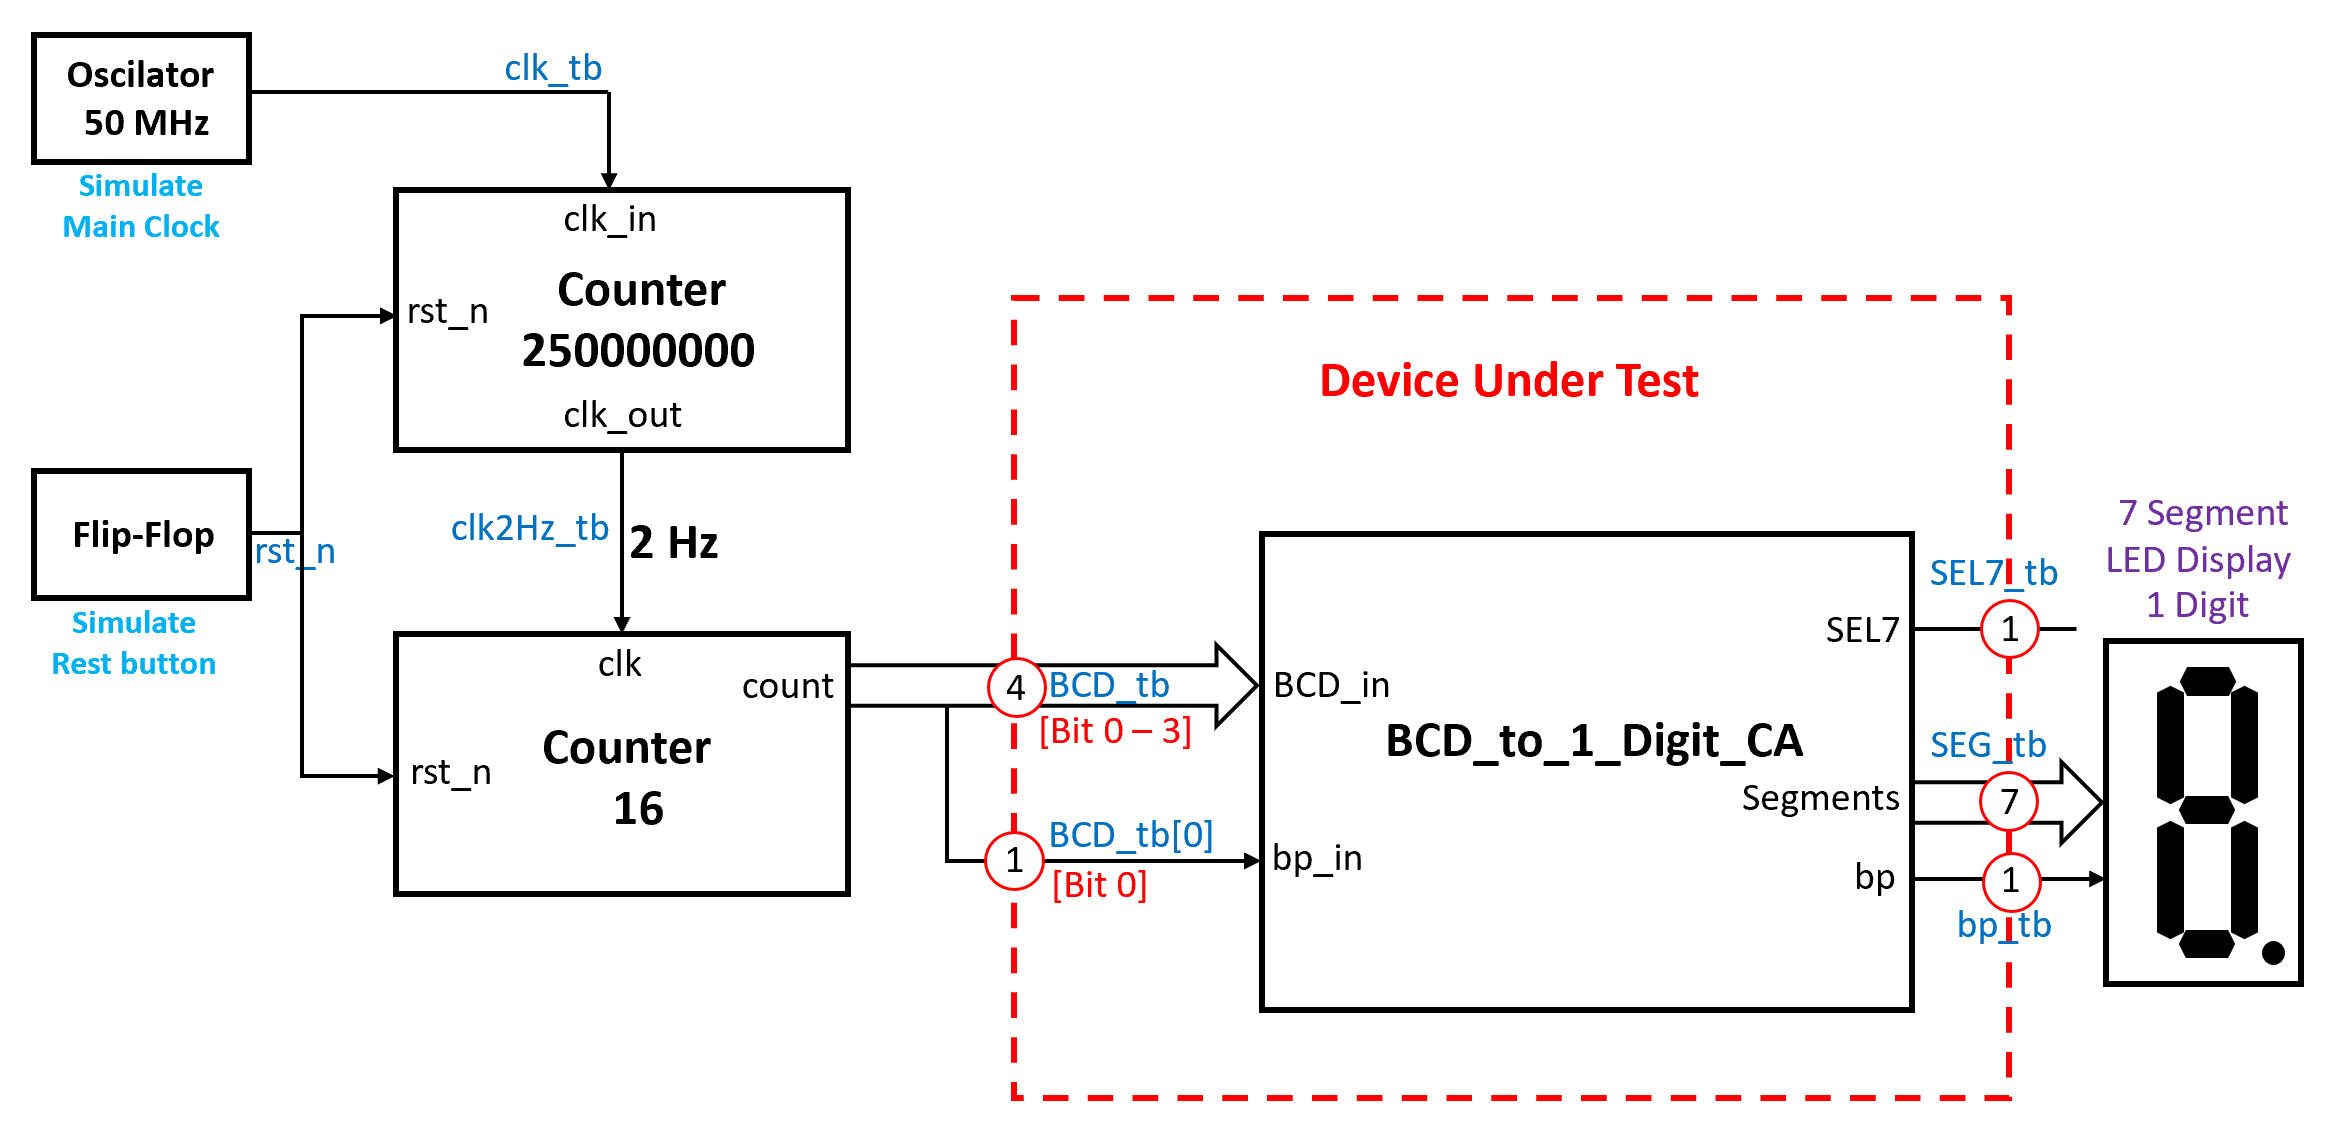 Oscilator
50 MHz
Simulate
Main Clock
clk_tb
clk_in
rst_n
Counter
250000000
clk_out
Flip-Flop
rst_n
Simulate
Rest button
clk2Hz_tb
2 Hz
clk
count
rst_n
Counter
16
Device Under Test
4
BCD_tb
[Bit 0 – 3]
1
BCD_tb[0]
[Bit 0]
BCD_in
BCD_to_1_Digit_CA
bp_in
SEL7
Segments
bp
SEL7_tb
1
SEG_tb
7
1
bp_tb
7 Segment
LED Display
1 Digit